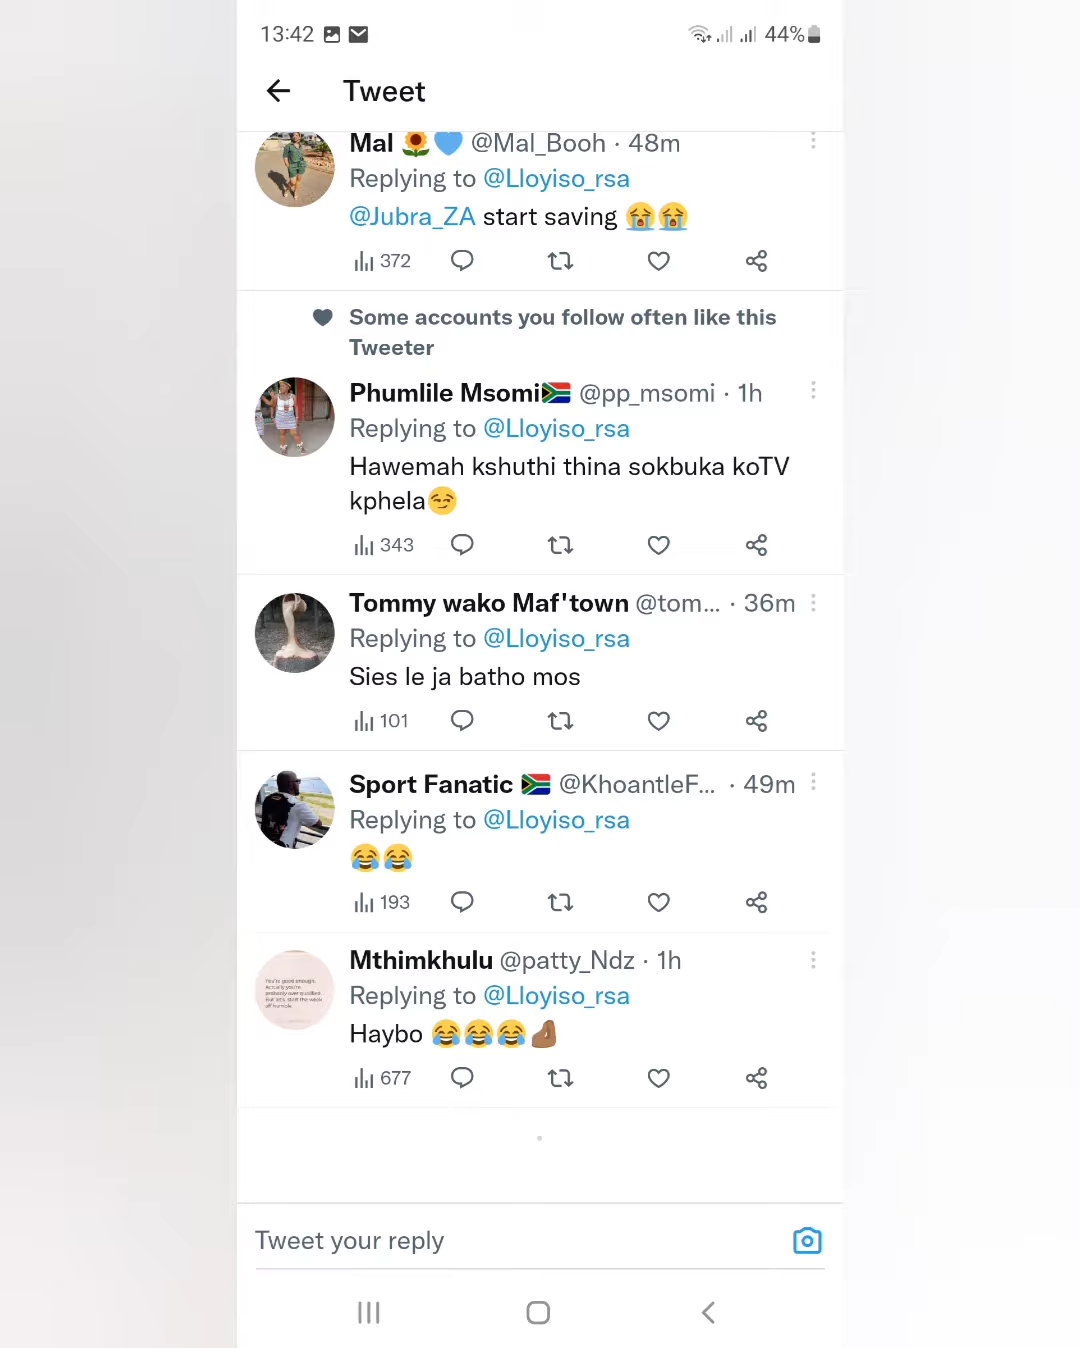 13:42 44%
Tweet
Mal 🌻💙 @Mal_Booh · 48m
Replying to @Lloyiso_rsa
@Jubra_ZA start saving 😭😭
372
Some accounts you follow often like this
Tweeter
Phumlile Msomi🇿🇦 @pp_msomi · 1h
Replying to @Lloyiso_rsa
Hawemah kshuthi thina sokbuka koTV
kphela😏
343
Tommy wako Maf'town @tom... · 36m
Replying to @Lloyiso_rsa
Sies le ja batho mos
101
Sport Fanatic 🇿🇦 @KhoantleF... · 49m
Replying to @Lloyiso_rsa
😂😂
193
Mthimkhulu @patty_Ndz · 1h
Replying to @Lloyiso_rsa
Haybo 😂😂😂🤌🏾
677
Tweet your reply